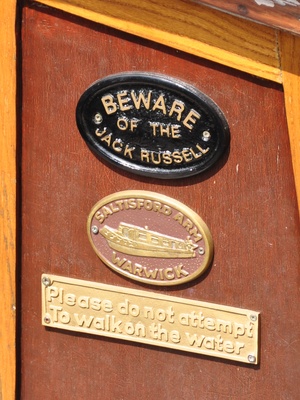 BEWARE
OF THE
JACK RUSSELL
SALTISFORD ARM
WARWICK
Please do not attempt
To walk on the water